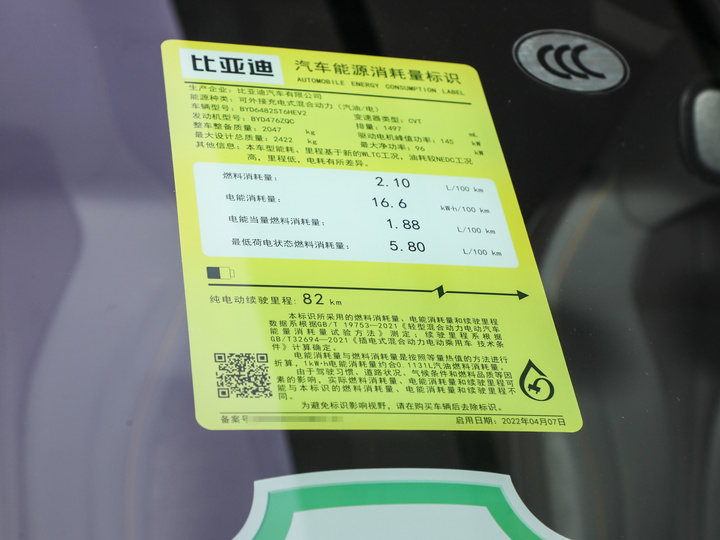 比亚迪 汽车能源消耗量标识
AUTOMOBILE ENERGY CONSUMPTION LABEL
生产企业: 比亚迪汽车有限公司
能源种类: 可外接充电式混合动力 (汽油/电)
车辆型号: BYD6482ST6HEV2 变速器类型: CVT
发动机型号: BYD476ZQC 排量: 1497 mL
整车整备质量: 2047 kg 驱动电机峰值功率: 145 kW
最大设计总质量: 2422 kg 最大净功率: 96 kW
其他信息: 本车型能耗、里程基于新的WLTC工况, 油耗较NEDC工况
高, 里程低, 电耗有所差异.
燃料消耗量: 2.10 L/100 km
电能消耗量: 16.6 kW·h/100 km
电能当量燃料消耗量: 1.88 L/100 km
最低荷电状态燃料消耗量: 5.80 L/100 km
纯电动续驶里程: 82 km
本标识所采用的燃料消耗量、电能消耗量和续驶里程
数据系根据GB/T 19753—2021《轻型混合动力电动汽车
能量消耗量试验方法》测定; 续驶里程系根据
GB/T32694-2021《插电式混合动力电动乘用车 技术条
件》计算确定。
电能消耗量与燃料消耗量是按照等量热值的方法进行
折算, 1kW·h电能消耗量约合0.1131L汽油燃料消耗量。
由于驾驶习惯、道路状况、气候条件和燃料品质等因
素的影响, 实际燃料消耗量、电能消耗量和续驶里程可
能与本标识的燃料消耗量、电能消耗量和续驶里程不
同。
为避免标识影响视野, 请在购买车辆后去除标识。
备案号 启用日期: 2022年04月07日